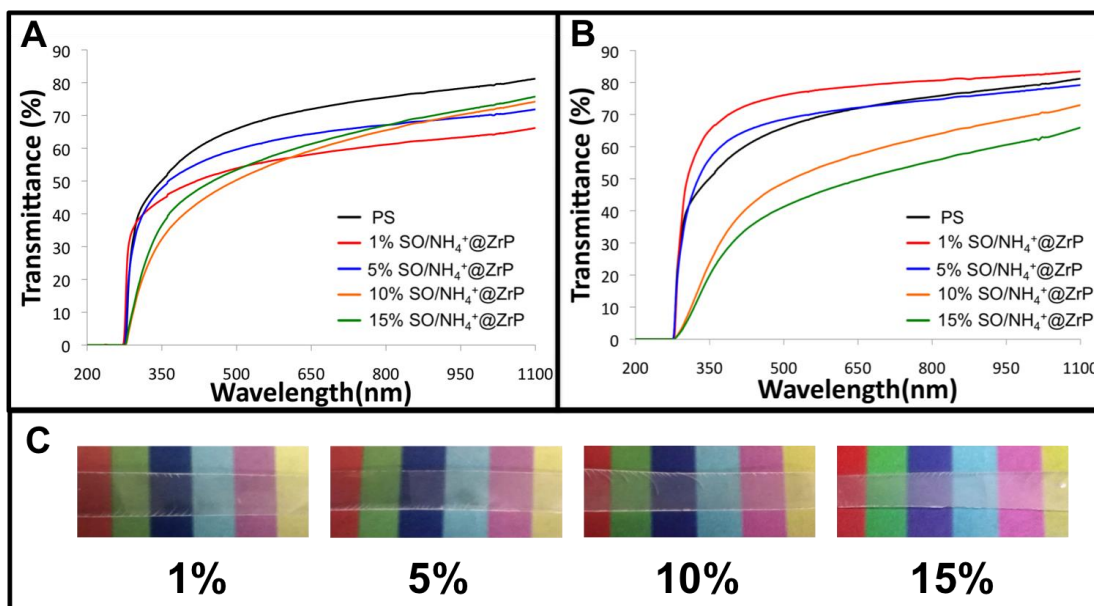 A
Transmittance (%)
90
80
70
60
50
40
30
20
10
0
PS
1% SO/NH₄⁺@ZrP
5% SO/NH₄⁺@ZrP
10% SO/NH₄⁺@ZrP
15% SO/NH₄⁺@ZrP
200 350 500 650 800 950 1100
Wavelength(nm)
B
Transmittance (%)
90
80
70
60
50
40
30
20
10
0
PS
1% SO/NH₄⁺@ZrP
5% SO/NH₄⁺@ZrP
10% SO/NH₄⁺@ZrP
15% SO/NH₄⁺@ZrP
200 350 500 650 800 950 1100
Wavelength(nm)
C
1% 5% 10% 15%